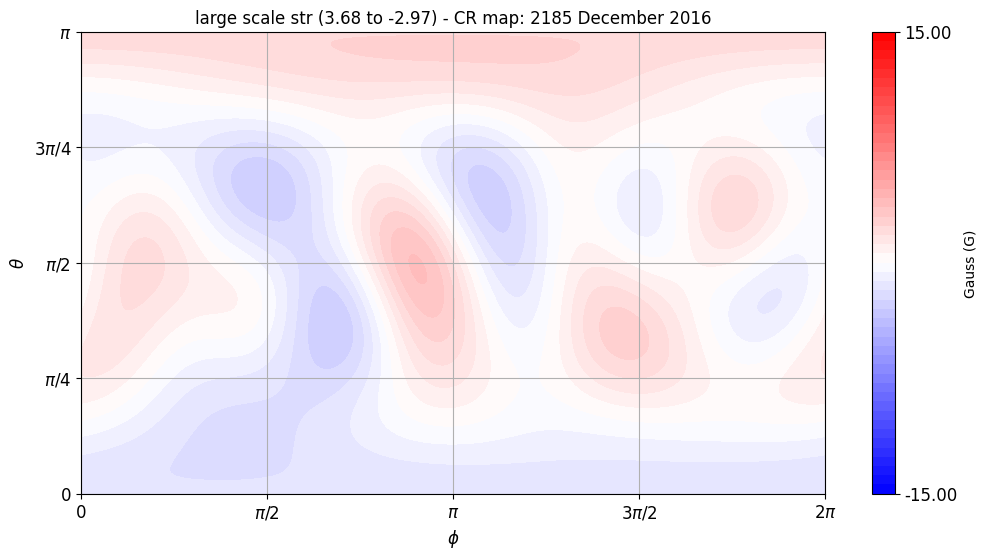 large scale str (3.68 to -2.97) - CR map: 2185 December 2016
π
3π/4
π/2
π/4
0
θ
0
π/2
π
3π/2
2π
ϕ
15.00
-15.00
Gauss (G)